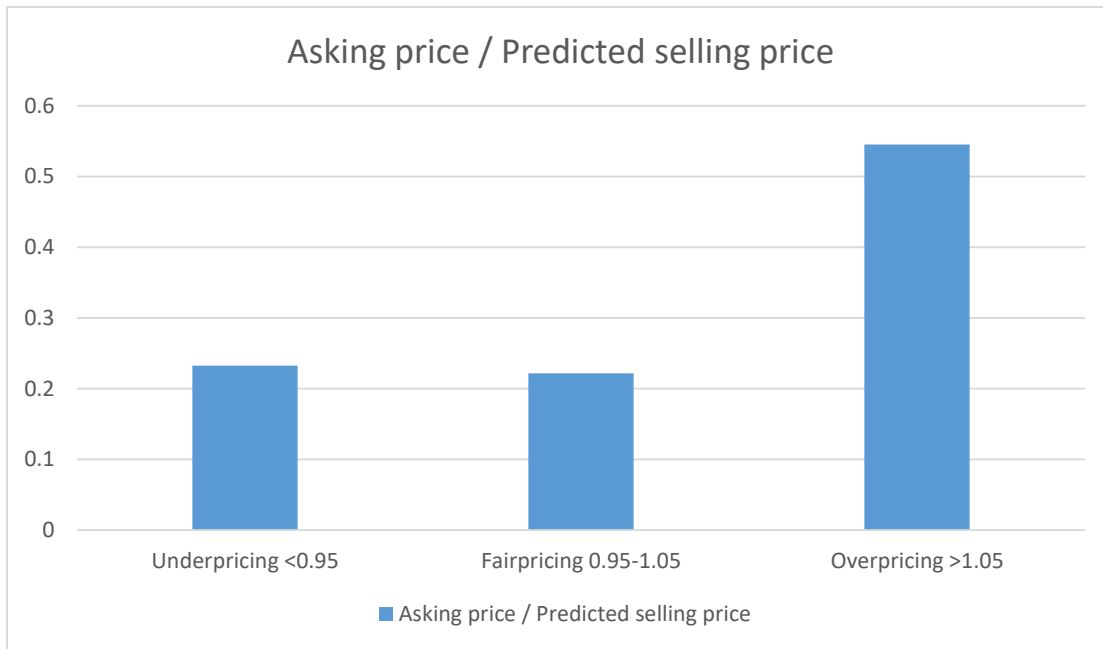 Asking price / Predicted selling price
0.6
0.5
0.4
0.3
0.2
0.1
0
Underpricing <0.95 Fairpricing 0.95-1.05 Overpricing >1.05
Asking price / Predicted selling price